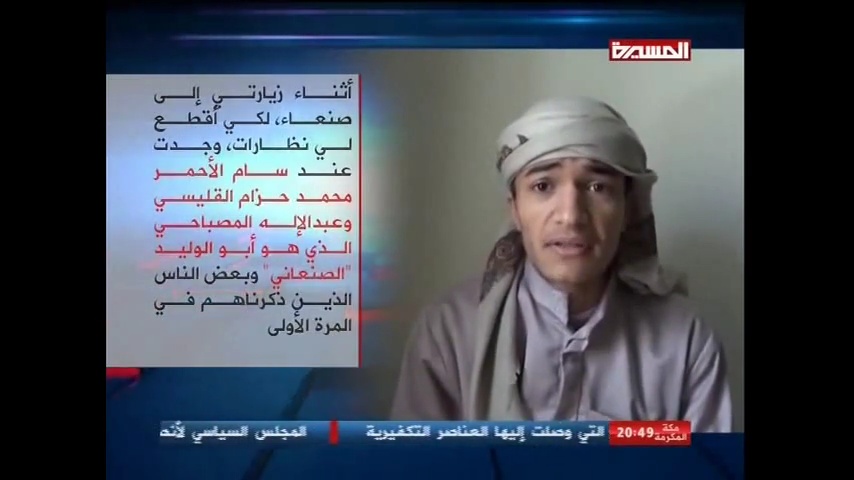 المسيرة
أثناء زيارتي إلى
صنعاء، لكي أقطع
لي نظارات، وجدت
عند سام الأحمر
محمد حزام القليسي
وعبدالإله المصباحي
الذي هو أبو الوليد
"الصنعاني" وبعض الناس
الذين ذكرناهم في
المرة الأولى
مكة
المكرمة
20:49
التي وصلت إليها العناصر التكفيرية
المجلس السياسي لأنصا